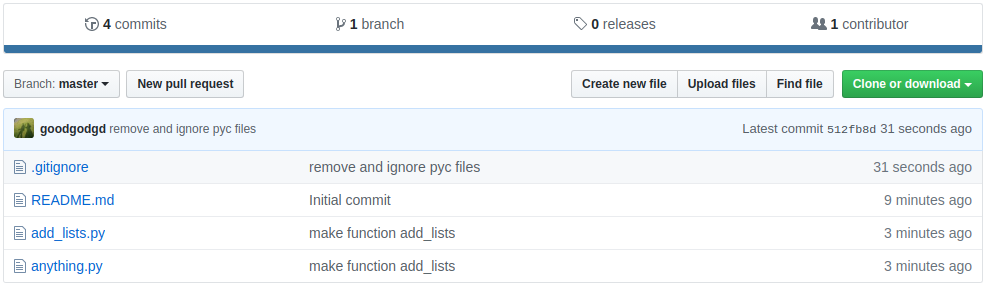 4 commits 1 branch 0 releases 1 contributor
Branch: master New pull request Create new file Upload files Find file Clone or download
goodgodgd remove and ignore pyc files Latest commit 512fb8d 31 seconds ago
.gitignore remove and ignore pyc files 31 seconds ago
README.md Initial commit 9 minutes ago
add_lists.py make function add_lists 3 minutes ago
anything.py make function add_lists 3 minutes ago